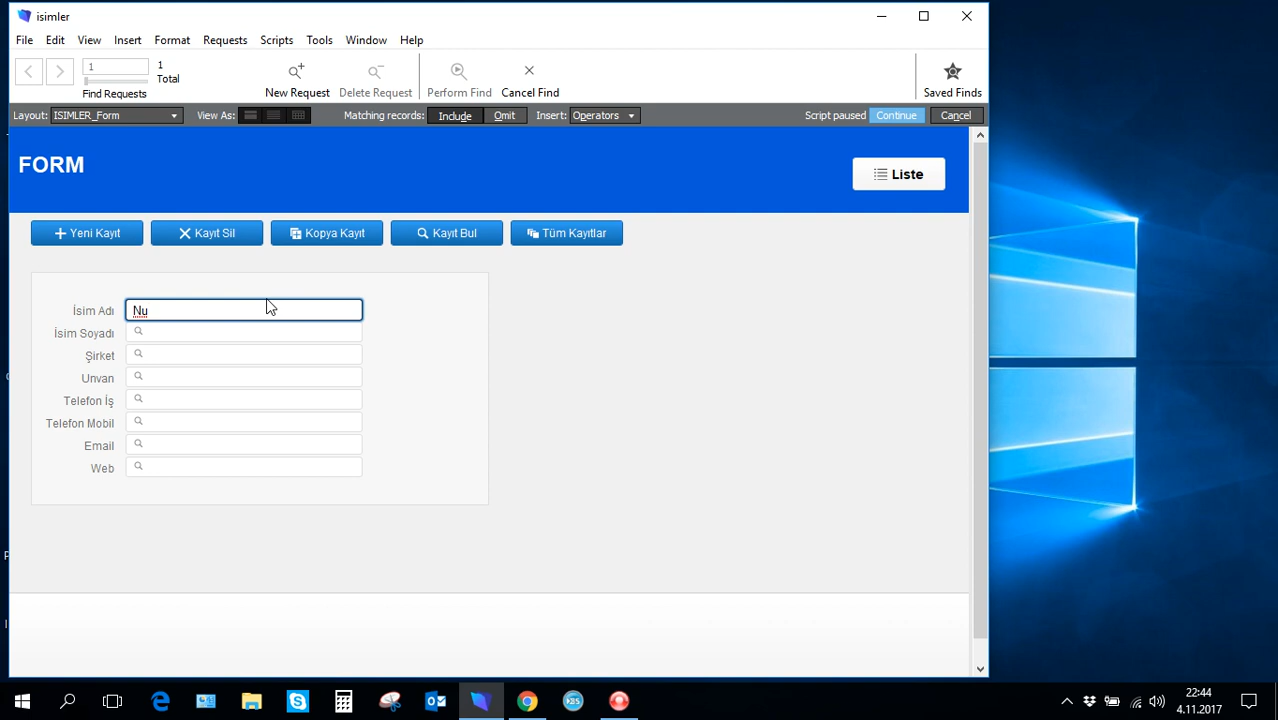 isimler
File Edit View Insert Format Requests Scripts Tools Window Help
1
1
Total
Find Requests
New Request
Delete Request
Perform Find
Cancel Find
Saved Finds
Layout: ISIMLER_Form
View As:
Matching records: Include Omit
Insert: Operators
Script paused Continue Cancel
FORM
Liste
Yeni Kayıt
Kayıt Sil
Kopya Kayıt
Kayıt Bul
Tüm Kayıtlar
İsim Adı Nu
İsim Soyadı
Şirket
Unvan
Telefon İş
Telefon Mobil
Email
Web
KBS
22:44
4.11.2017